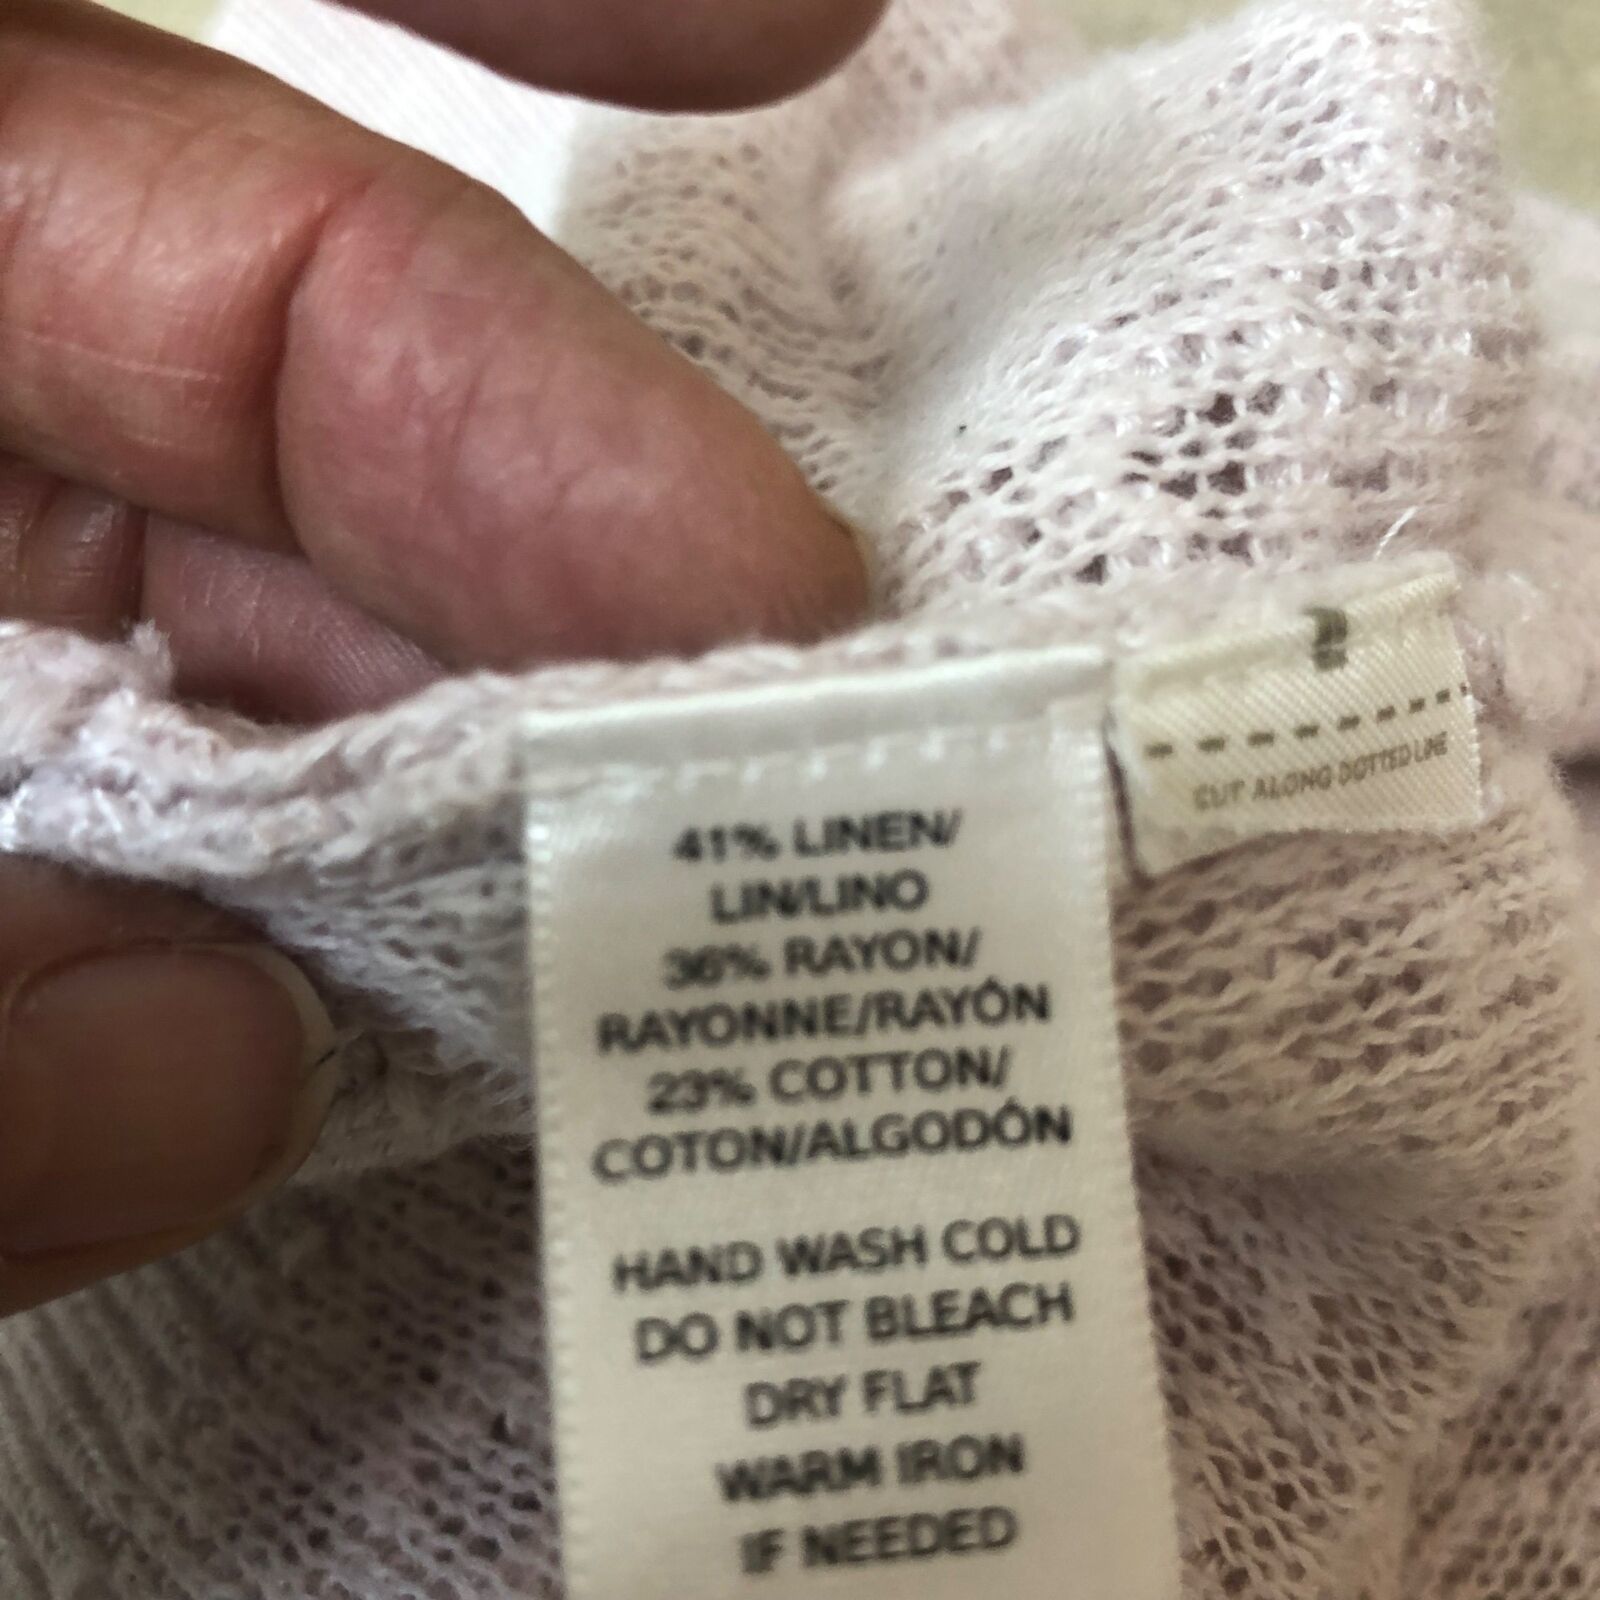 41% LINEN/
LIN/LINO
36% RAYON/
RAYONNE/RAYÓN
23% COTTON/
COTON/ALGODÓN
HAND WASH COLD
DO NOT BLEACH
DRY FLAT
WARM IRON
IF NEEDED
CUT ALONG DOTTED LINE